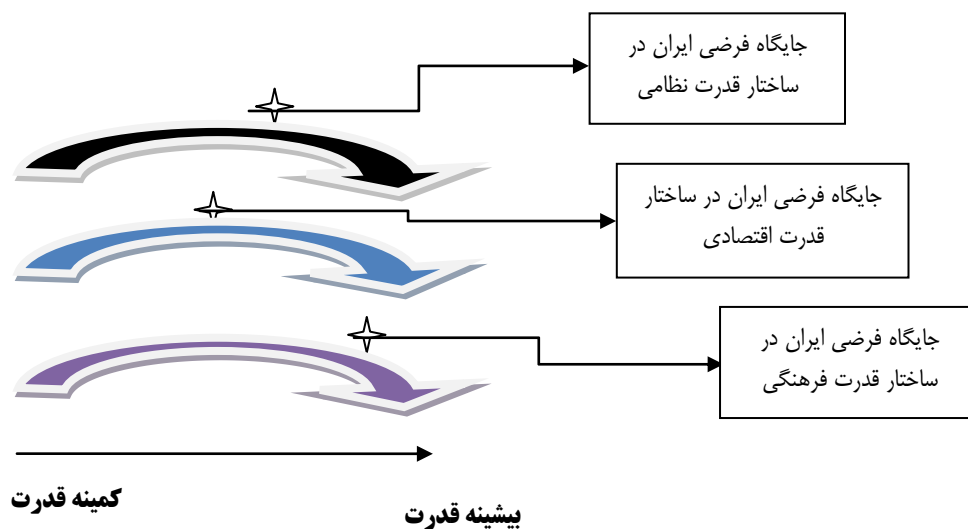 جایگاه فرضی ایران در
ساختار قدرت نظامی
جایگاه فرضی ایران در ساختار
قدرت اقتصادی
جایگاه فرضی ایران در
ساختار قدرت فرهنگی
کمینه قدرت
بیشینه قدرت